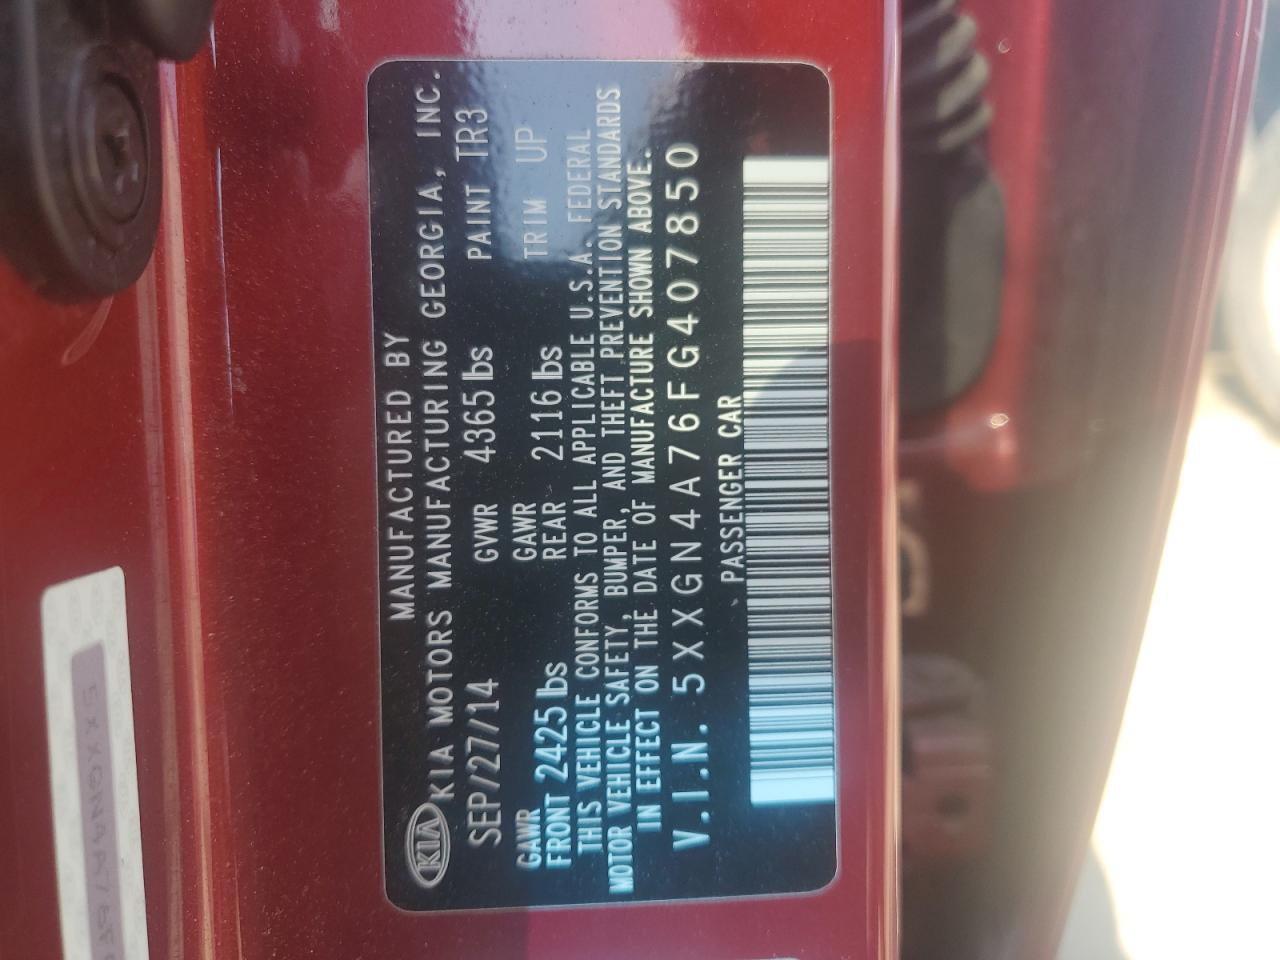 MANUFACTURED BY
KIA KIA MOTORS MANUFACTURING GEORGIA, INC.
SEP/27/14 GVWR 4365 lbs PAINT TR3
GAWR FRONT 2425 lbs GAWR REAR 2116 lbs TRIM UP
THIS VEHICLE CONFORMS TO ALL APPLICABLE U.S.A. FEDERAL
MOTOR VEHICLE SAFETY, BUMPER, AND THEFT PREVENTION STANDARDS
IN EFFECT ON THE DATE OF MANUFACTURE SHOWN ABOVE.
V.I.N. 5XXGN4A76FG407850
PASSENGER CAR